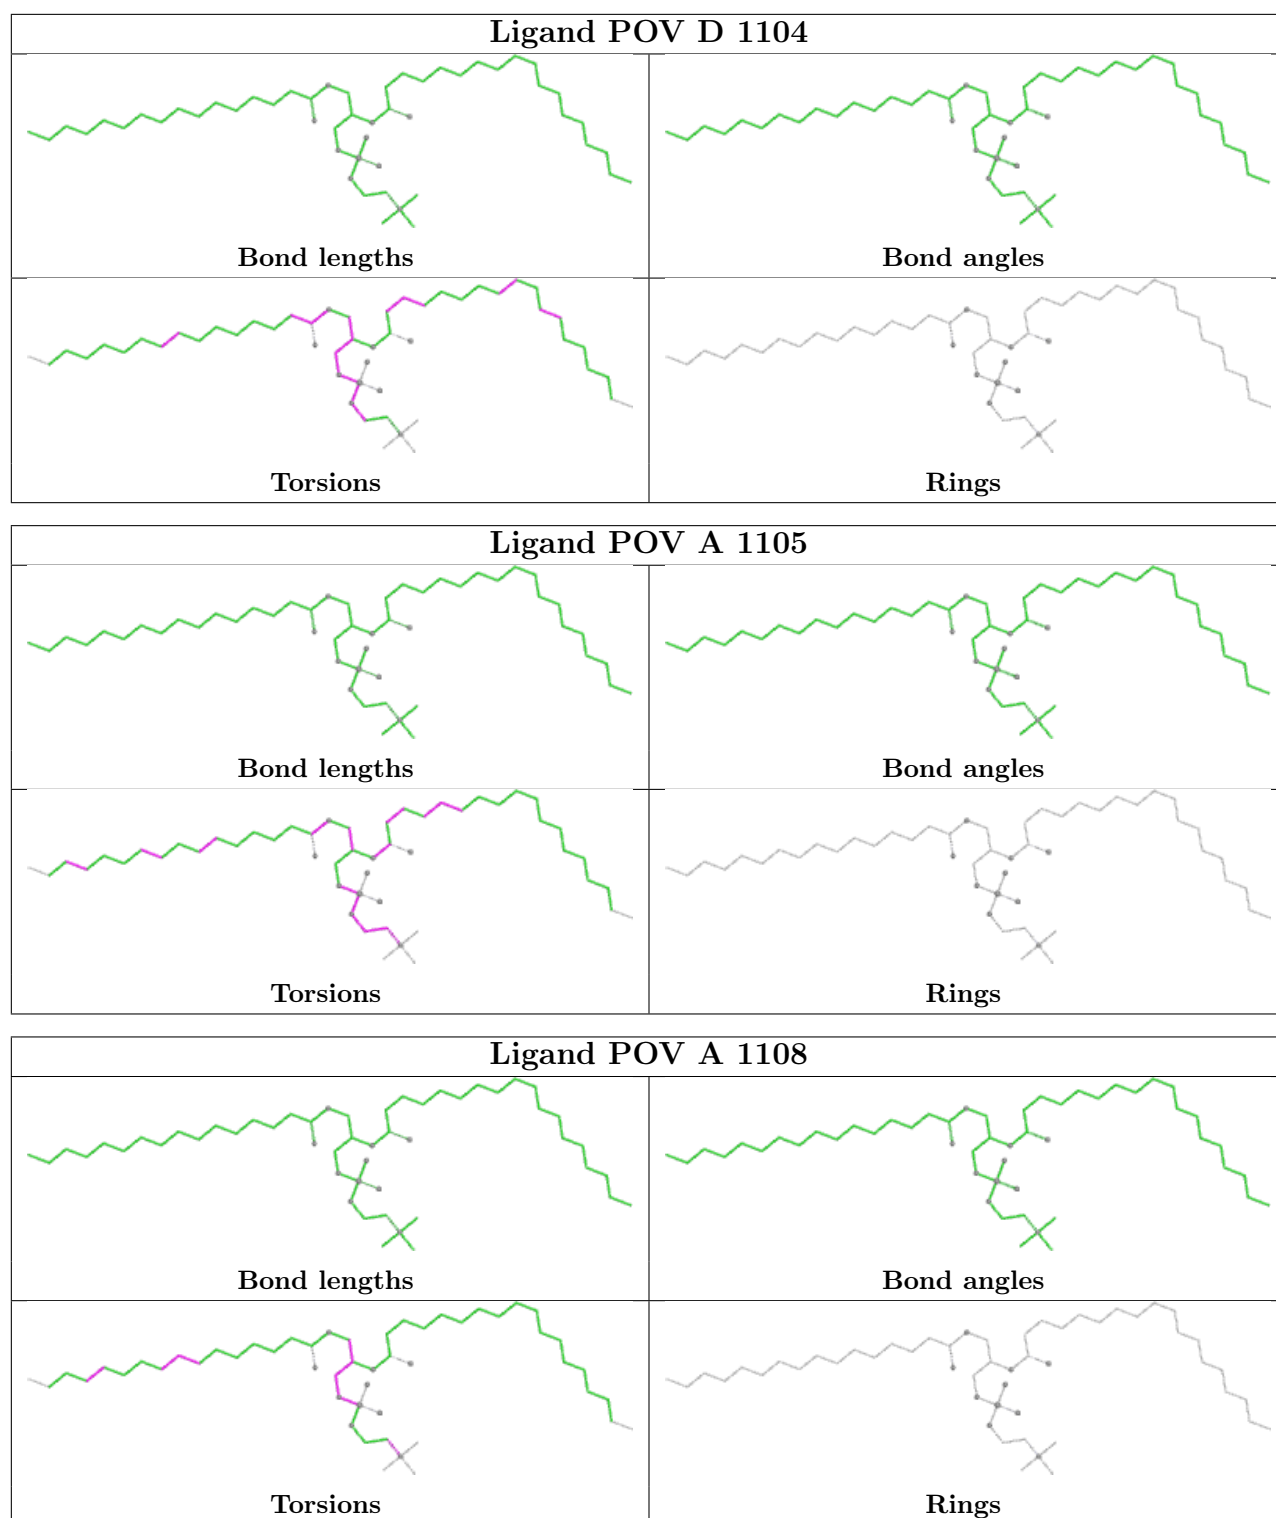 Ligand POV D 1104
Bond lengths
Bond angles
Torsions
Rings
Ligand POV A 1105
Bond lengths
Bond angles
Torsions
Rings
Ligand POV A 1108
Bond lengths
Bond angles
Torsions
Rings